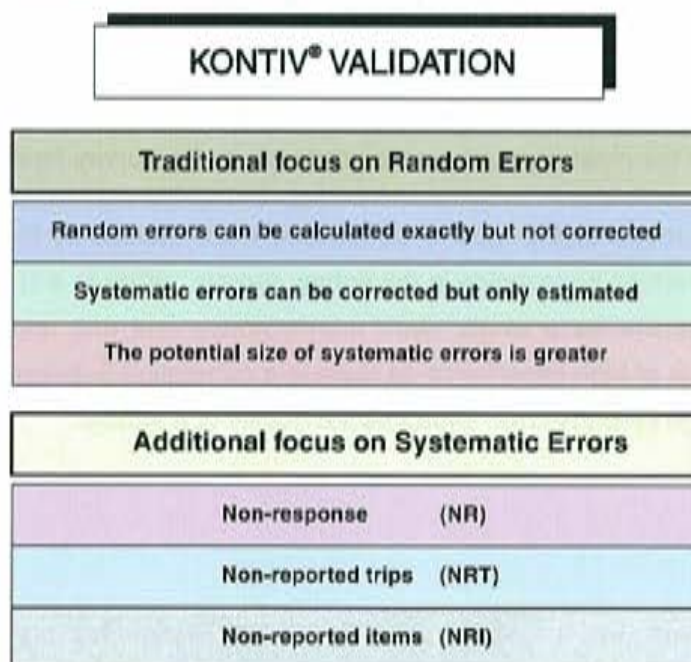 KONTIV® VALIDATION
Traditional focus on Random Errors
Random errors can be calculated exactly but not corrected
Systematic errors can be corrected but only estimated
The potential size of systematic errors is greater
Additional focus on Systematic Errors
Non-response (NR)
Non-reported trips (NRT)
Non-reported items (NRI)